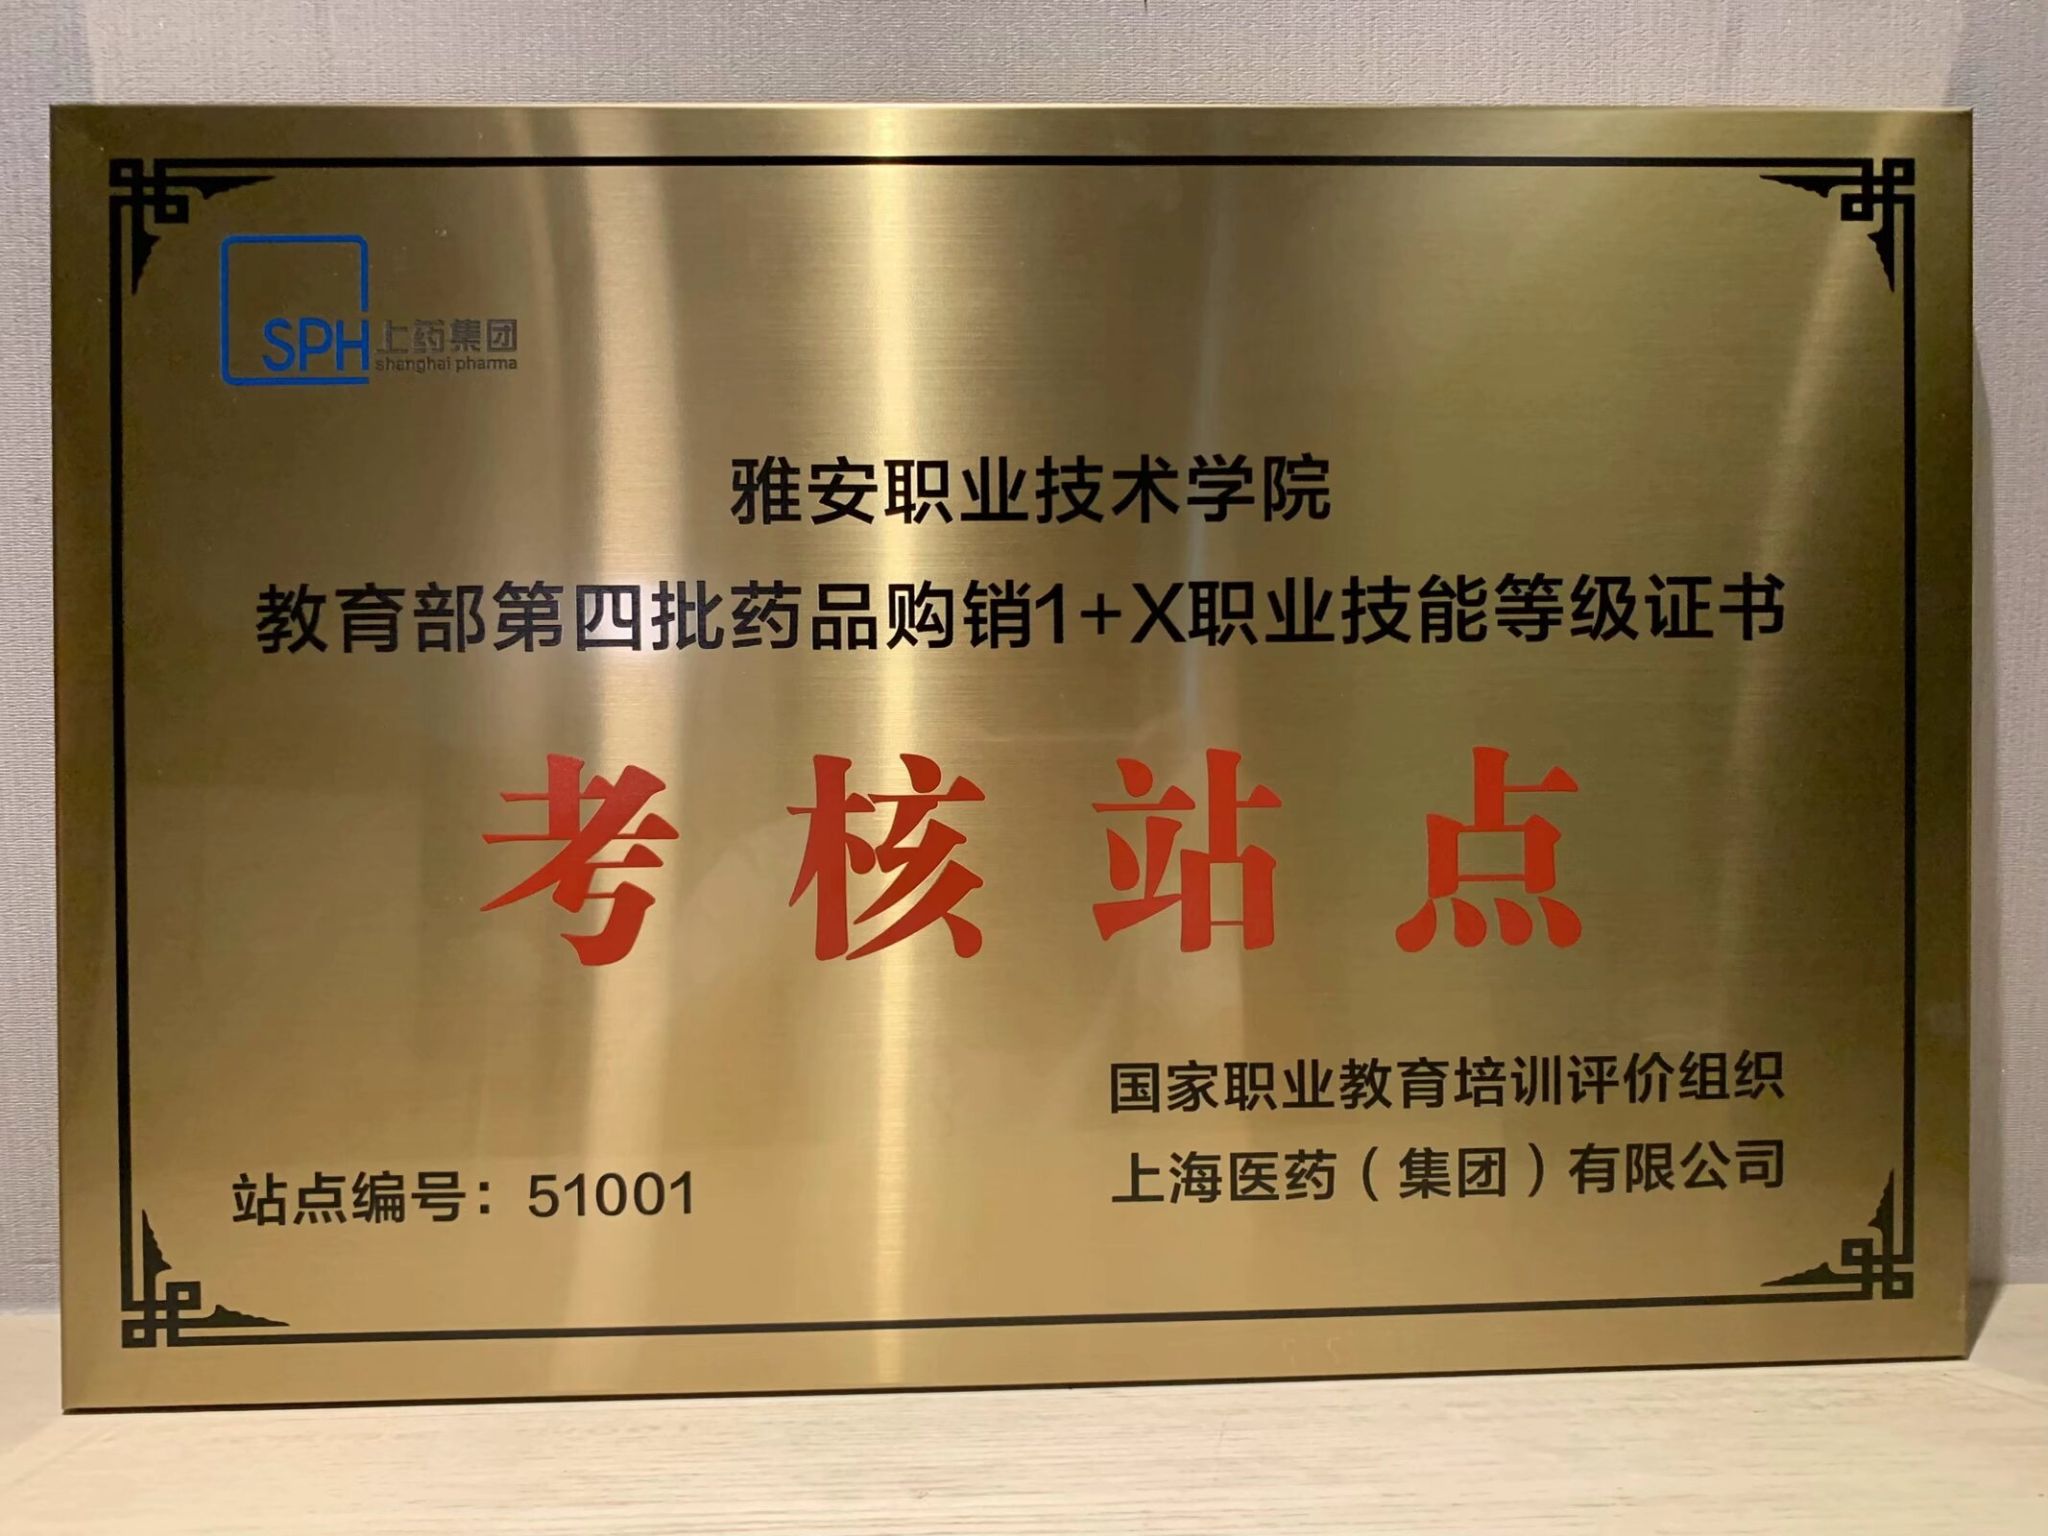 SPH上药集团
shanghai pharma
雅安职业技术学院
教育部第四批药品购销1+X职业技能等级证书
考核站点
国家职业教育培训评价组织
站点编号：51001
上海医药（集团）有限公司